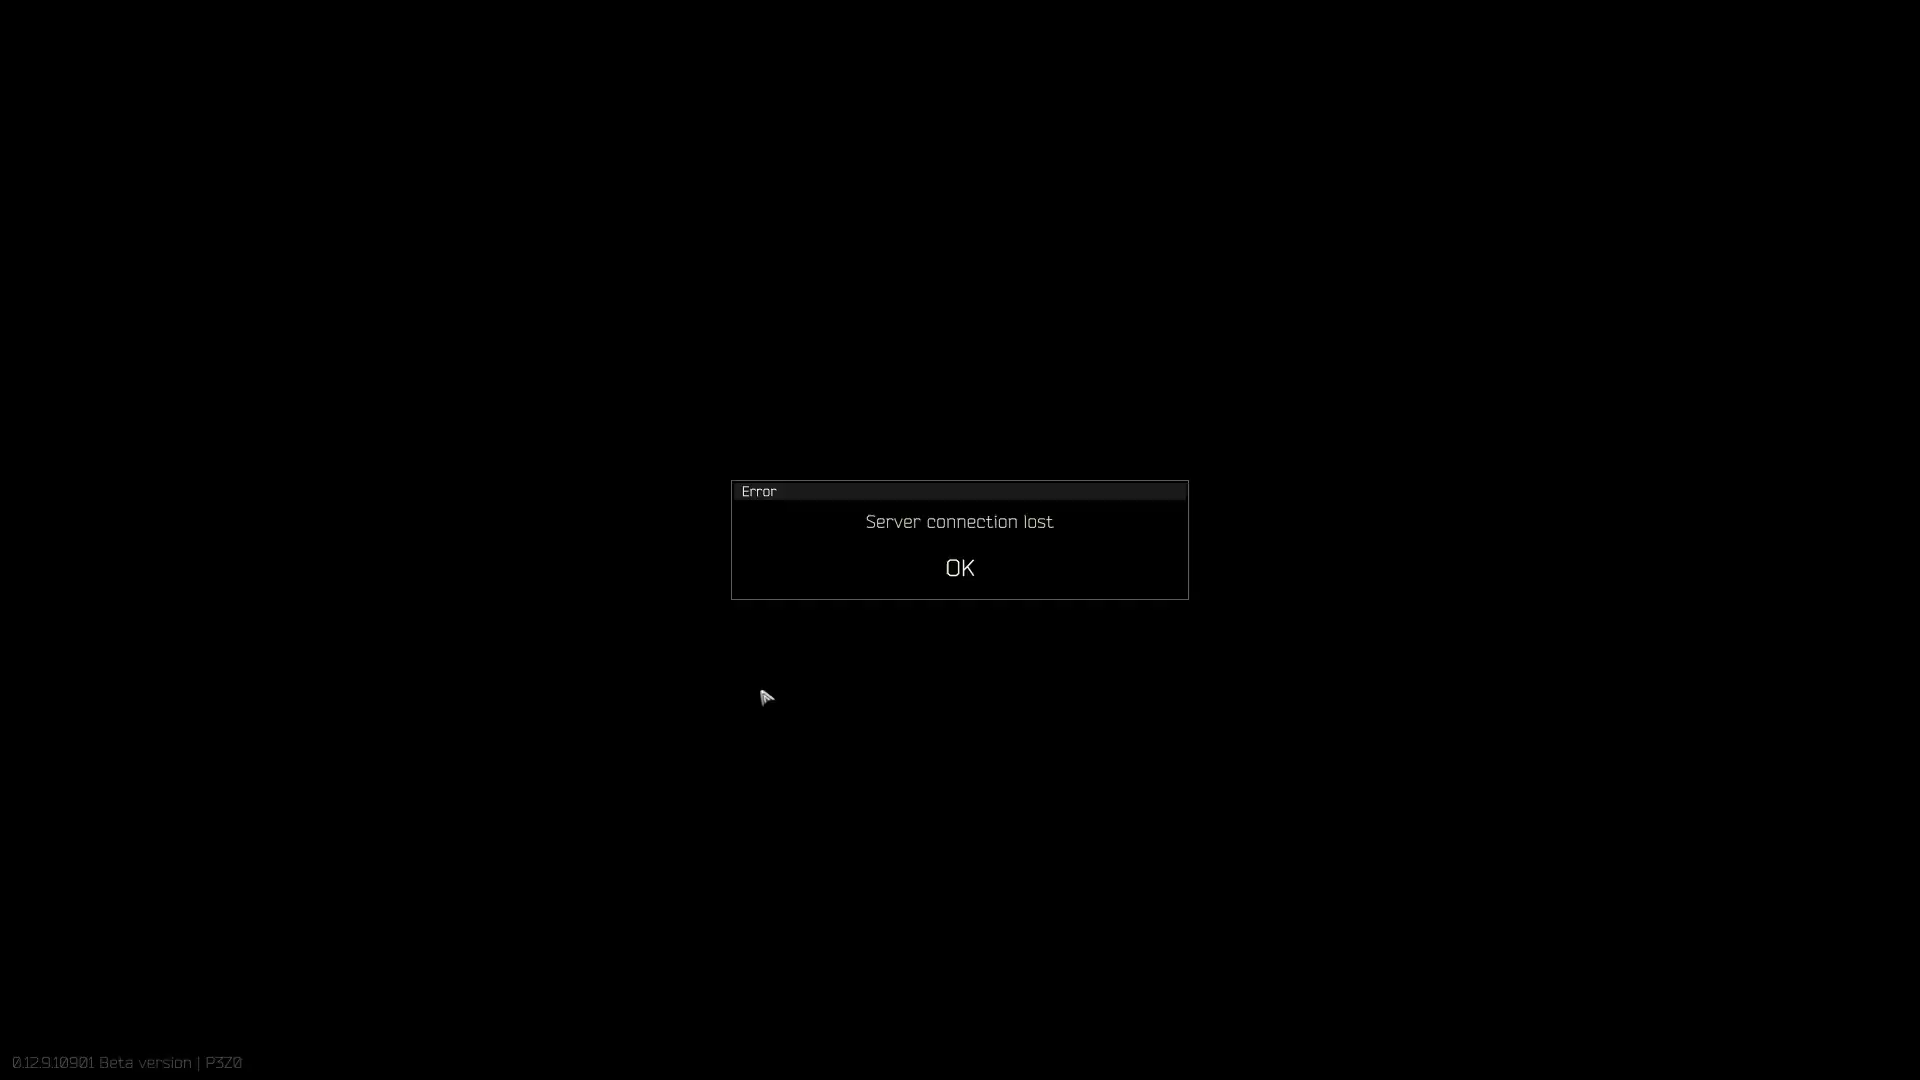 Error
Server connection lost
OK
0.12.9.10901 Beta version | P3Z0